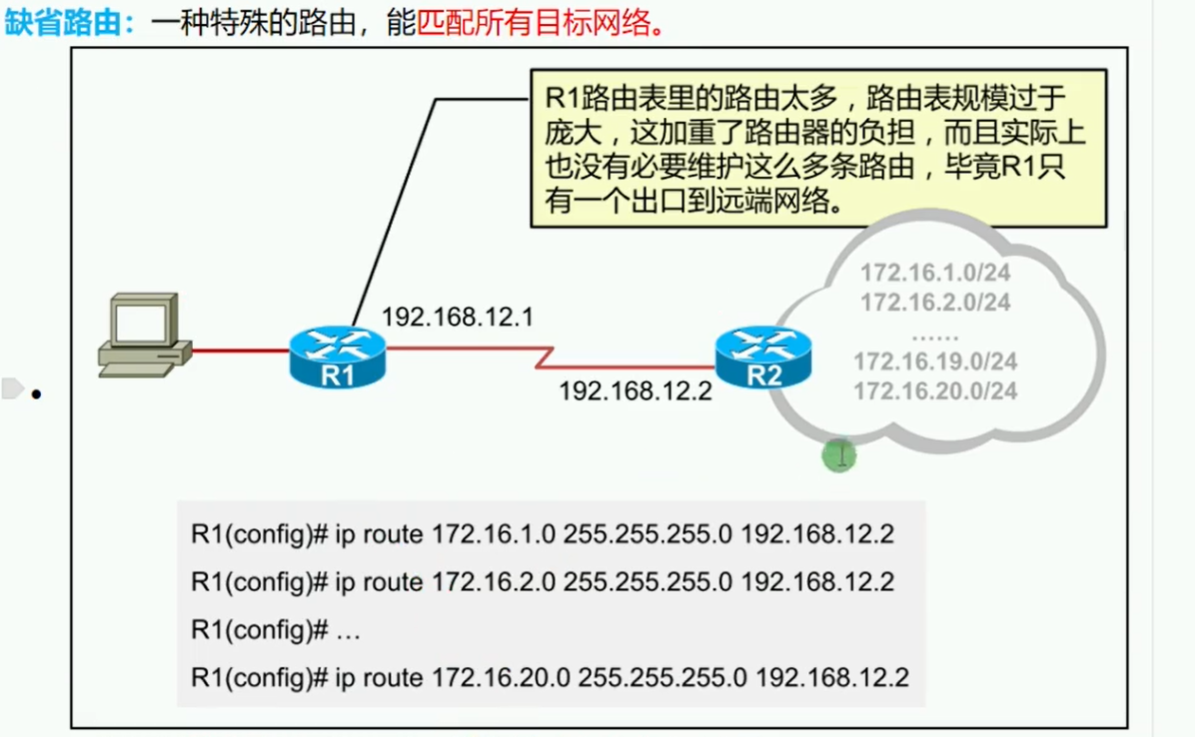 缺省路由：一种特殊的路由，能匹配所有目标网络。
R1路由表里的路由太多，路由表规模过于
庞大，这加重了路由器的负担，而且实际上
也没有必要维护这么多条路由，毕竟R1只
有一个出口到远端网络。
172.16.1.0/24
172.16.2.0/24
......
172.16.19.0/24
172.16.20.0/24
192.168.12.1
R1
R2
192.168.12.2
R1(config)# ip route 172.16.1.0 255.255.255.0 192.168.12.2
R1(config)# ip route 172.16.2.0 255.255.255.0 192.168.12.2
R1(config)# …
R1(config)# ip route 172.16.20.0 255.255.255.0 192.168.12.2